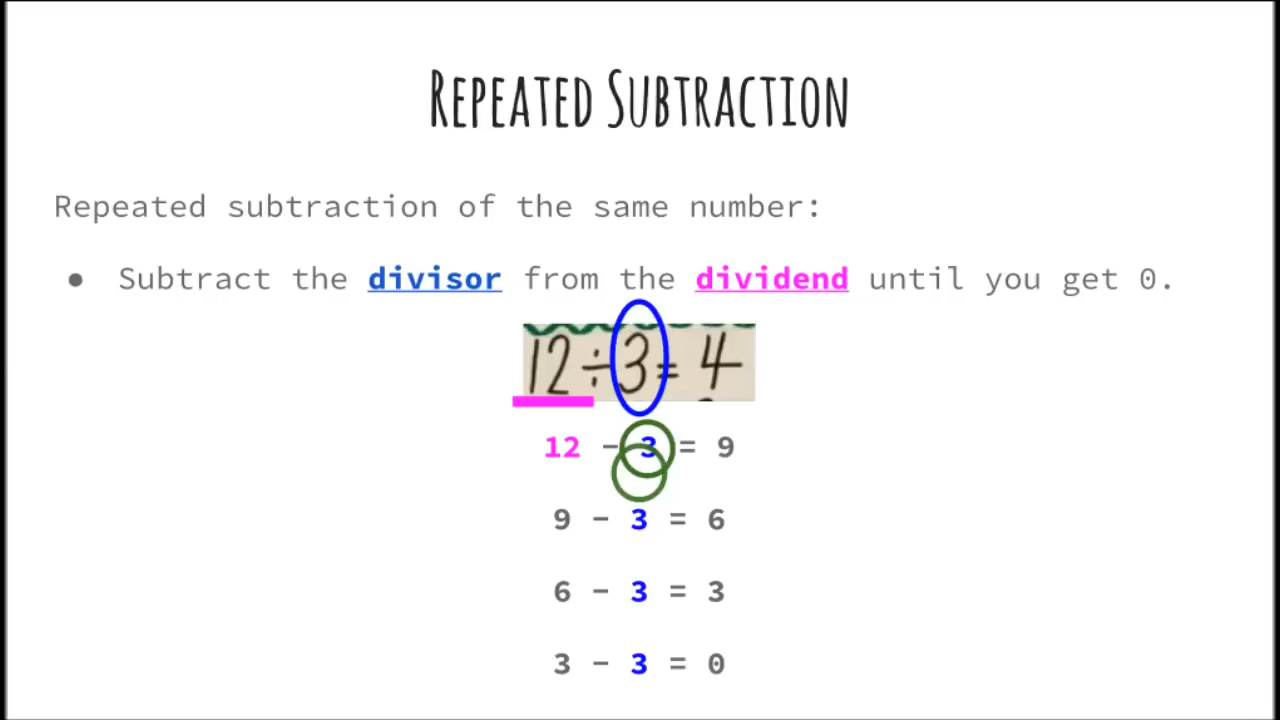 Repeated Subtraction
Repeated subtraction of the same number:
● Subtract the divisor from the dividend until you get 0.
12÷3=4
12 − 3 = 9
9 − 3 = 6
6 − 3 = 3
3 − 3 = 0